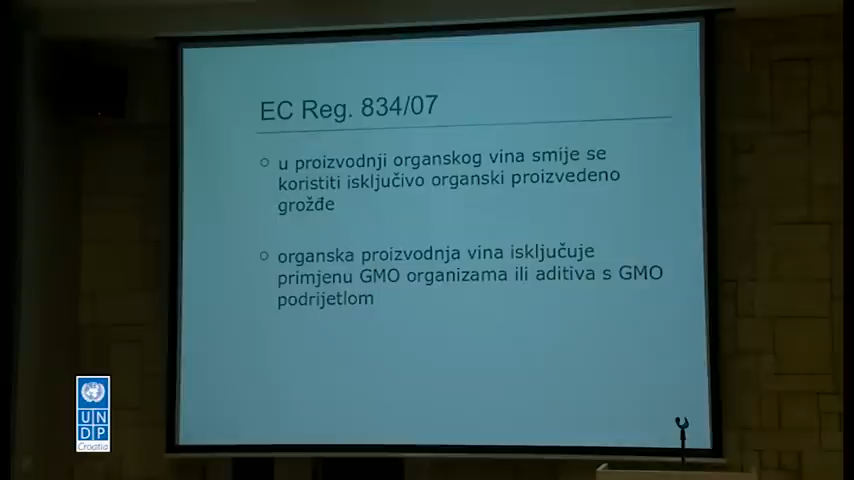 EC Reg. 834/07
u proizvodnji organskog vina smije se
koristiti isključivo organski proizvedeno
grožđe
organska proizvodnja vina isključuje
primjenu GMO organizama ili aditiva s GMO
podrijetlom
UN
DP
Croatia